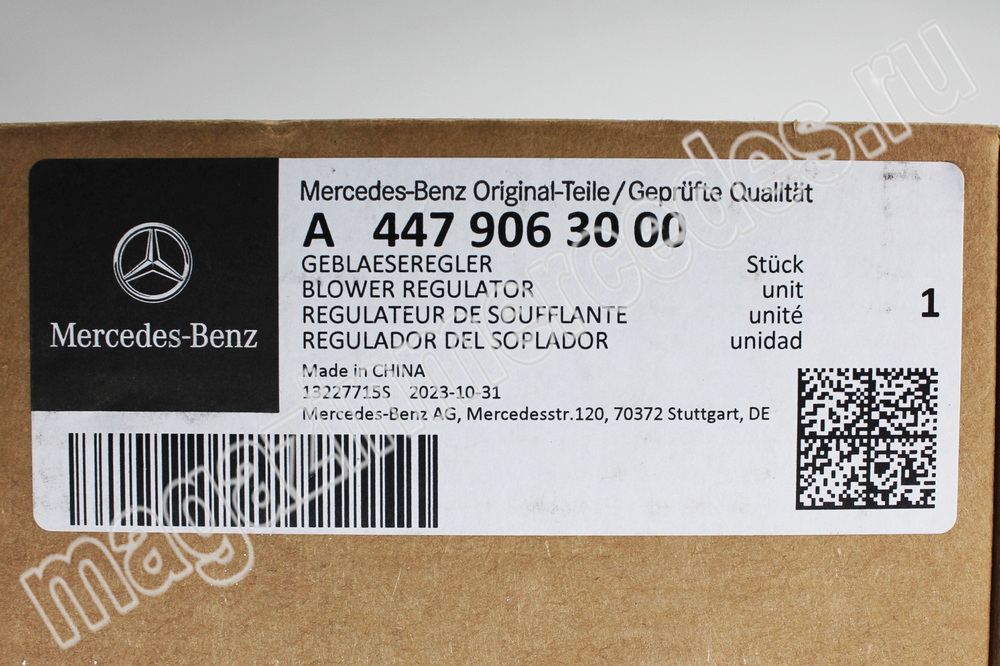 Mercedes-Benz
Mercedes-Benz Original-Teile/Geprüfte Qualität
A 447 906 30 00
GEBLAESEREGLER Stück
BLOWER REGULATOR unit
REGULATEUR DE SOUFFLANTE unité
REGULADOR DEL SOPLADOR unidad
1
Made in CHINA
13227715S 2023-10-31
Mercedes-Benz AG, Mercedesstr.120, 70372 Stuttgart, DE
magazinmercedes.ru